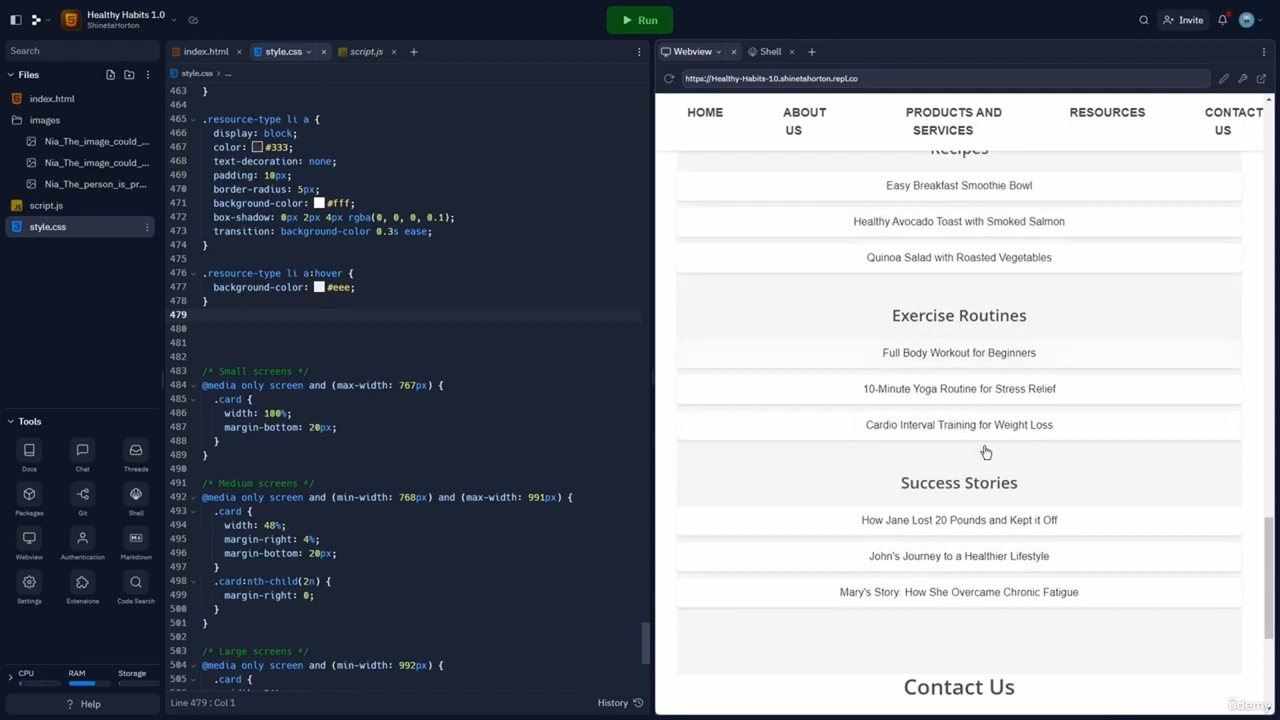 Healthy Habits 1.0
ShinetaHorton
Run
Invite
Search
Files
index.html
images
Nia_The_image_could_...
Nia_The_image_could_...
Nia_The_person_is_pr...
script.js
style.css
Tools
Docs
Chat
Threads
Packages
Git
Shell
Webview
Authentication
Markdown
Settings
Extensions
Code Search
CPU
RAM
Storage
Help
index.html
style.css
script.js
style.css > ...
463 }
464
465 .resource-type li a {
466 display: block;
467 color: #333;
468 text-decoration: none;
469 padding: 10px;
470 border-radius: 5px;
471 background-color: #fff;
472 box-shadow: 0px 2px 4px rgba(0, 0, 0, 0.1);
473 transition: background-color 0.3s ease;
474 }
475
476 .resource-type li a:hover {
477 background-color: #eee;
478 }
479
480
481
482
483 /* Small screens */
484 @media only screen and (max-width: 767px) {
485 .card {
486 width: 100%;
487 margin-bottom: 20px;
488 }
489 }
490
491 /* Medium screens */
492 @media only screen and (min-width: 768px) and (max-width: 991px) {
493 .card {
494 width: 48%;
495 margin-right: 4%;
496 margin-bottom: 20px;
497 }
498 .card:nth-child(2n) {
499 margin-right: 0;
500 }
501 }
502
503 /* Large screens */
504 @media only screen and (min-width: 992px) {
505 .card {
Line 479 : Col 1
History
Webview
Shell
https://Healthy-Habits-10.shinetahorton.repl.co
HOME
ABOUT
US
PRODUCTS AND
SERVICES
RESOURCES
CONTACT
US
Recipes
Easy Breakfast Smoothie Bowl
Healthy Avocado Toast with Smoked Salmon
Quinoa Salad with Roasted Vegetables
Exercise Routines
Full Body Workout for Beginners
10-Minute Yoga Routine for Stress Relief
Cardio Interval Training for Weight Loss
Success Stories
How Jane Lost 20 Pounds and Kept it Off
John's Journey to a Healthier Lifestyle
Mary's Story: How She Overcame Chronic Fatigue
Contact Us
ûdemy